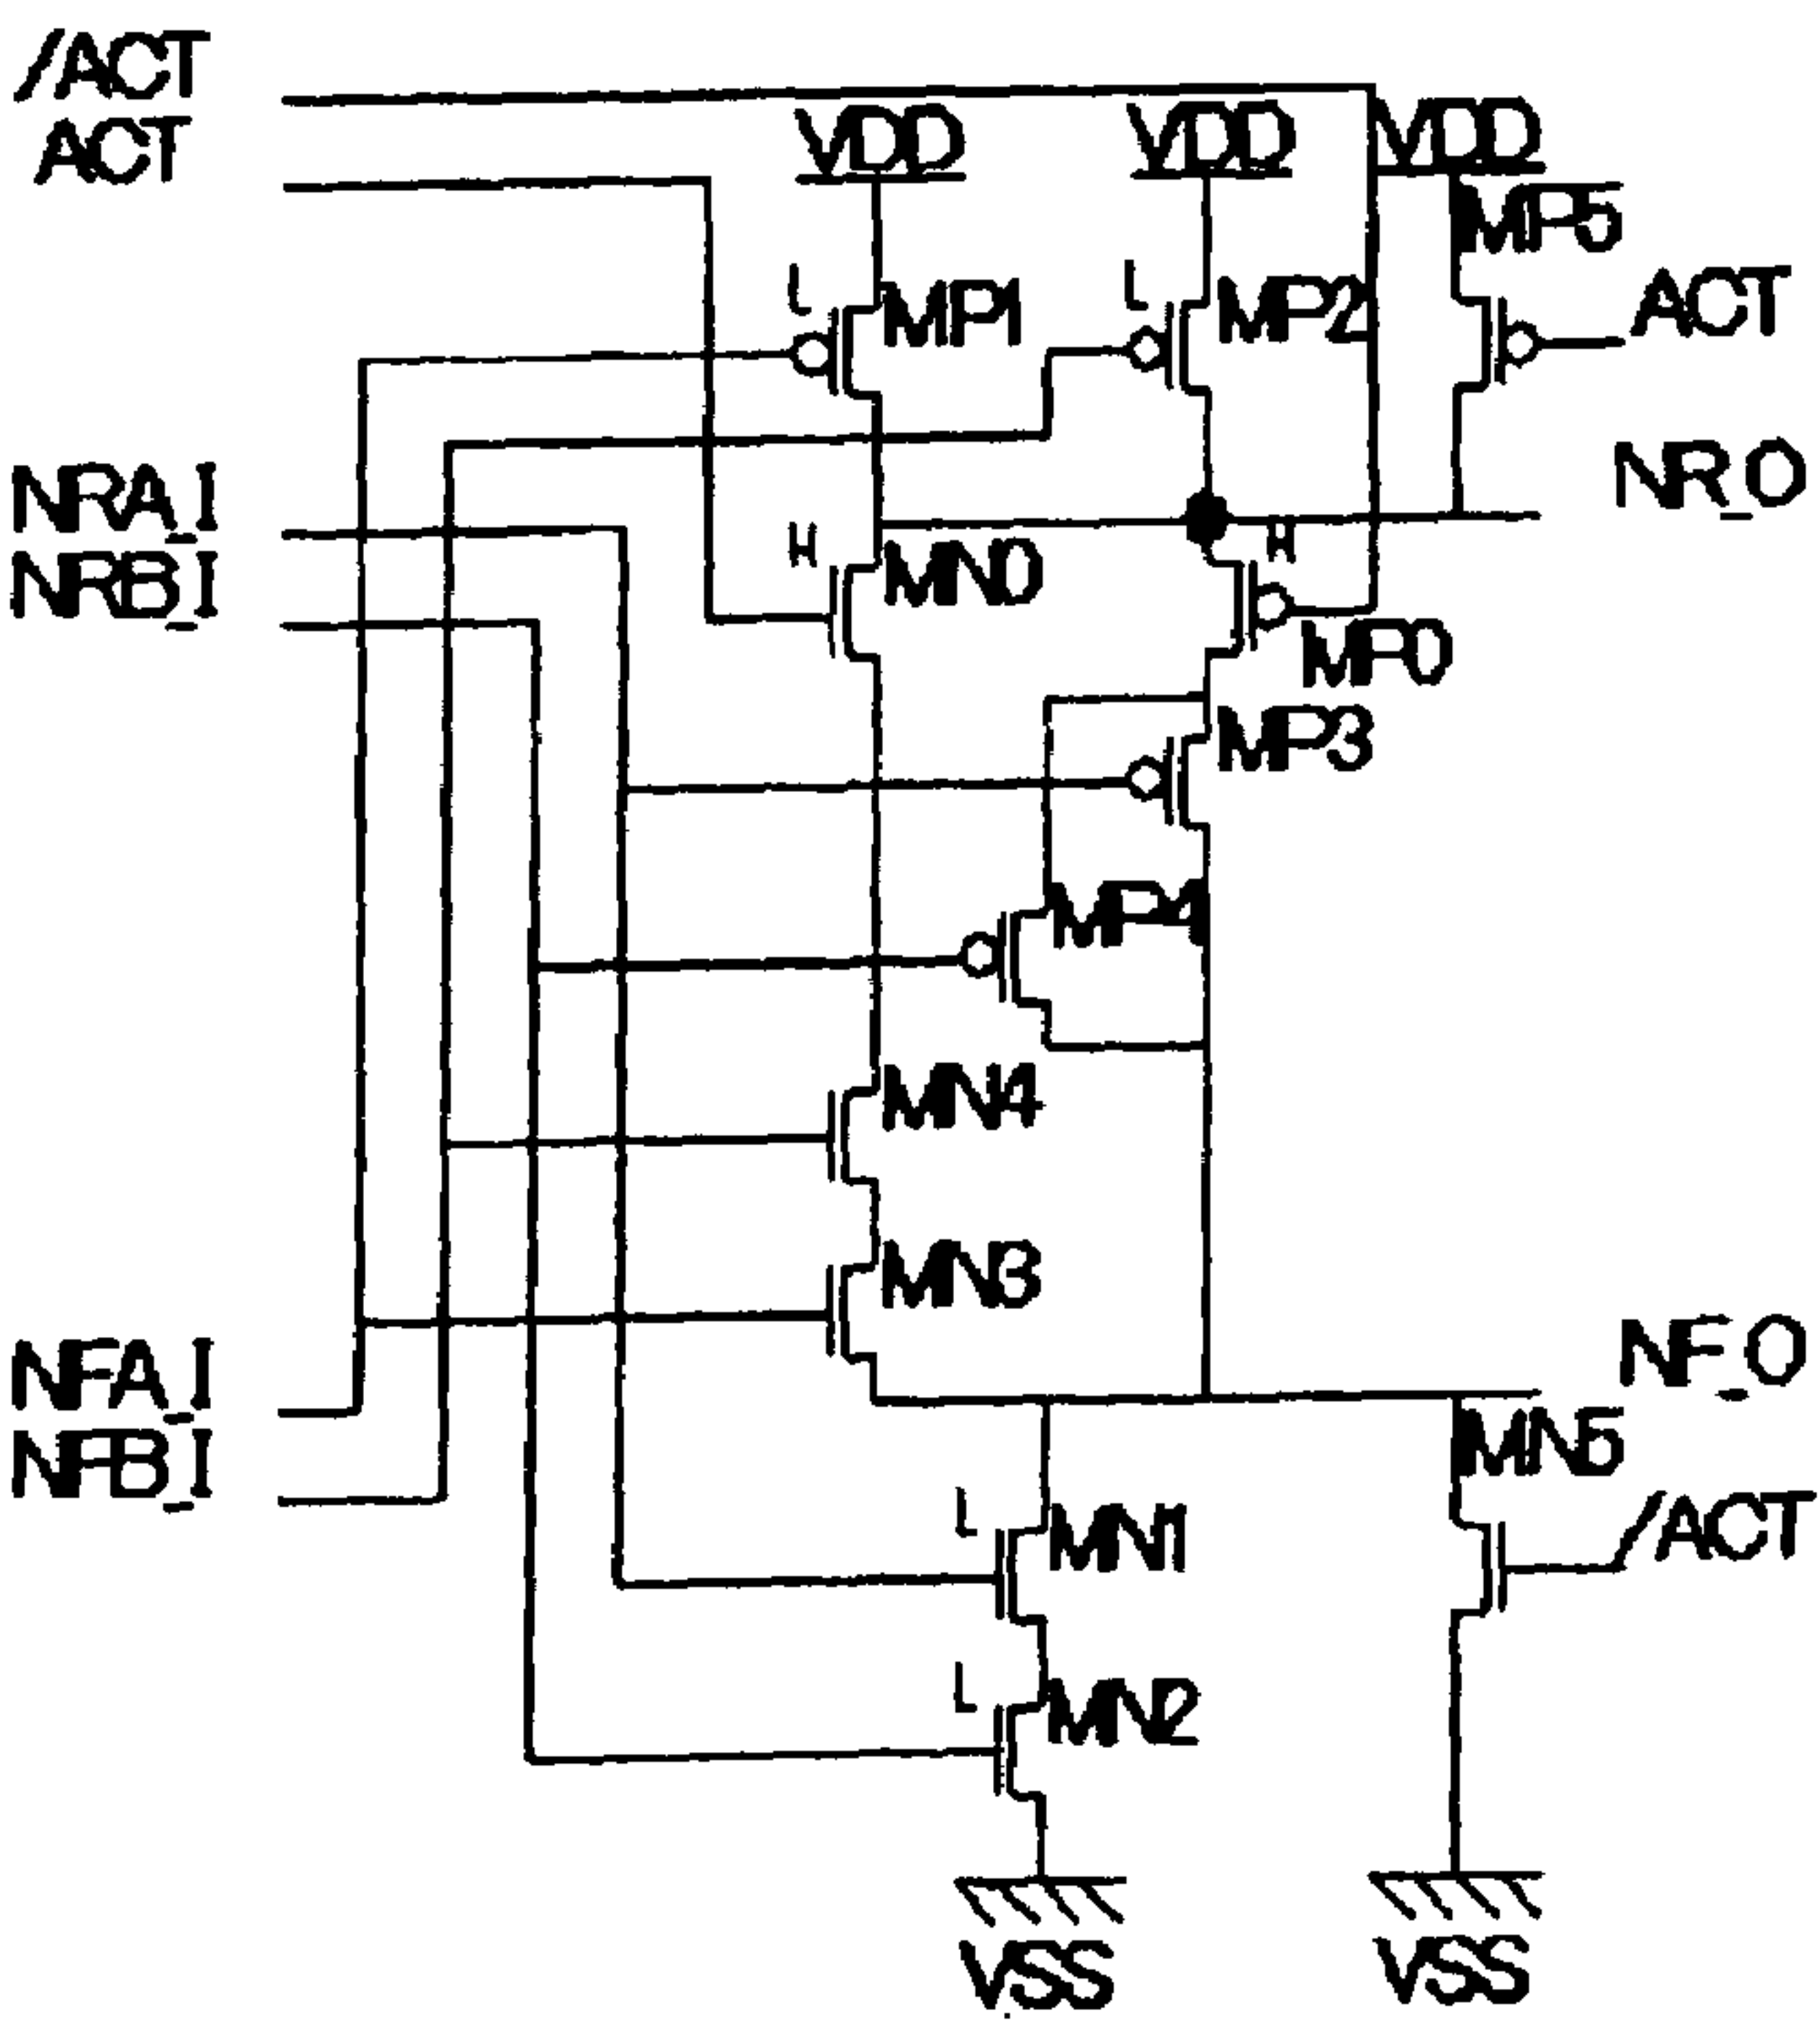 /ACT
ACT
VDD VDD VDD
MP5
L MP1 L MP2 ACT
NRA_I NR_O
H MN0 H
NRB_I
MP0
MP3
MP4
MN4
MN3
NFA_I NF_O
NFB_I MN5
L MN1 /ACT
L MN2
VSS VSS